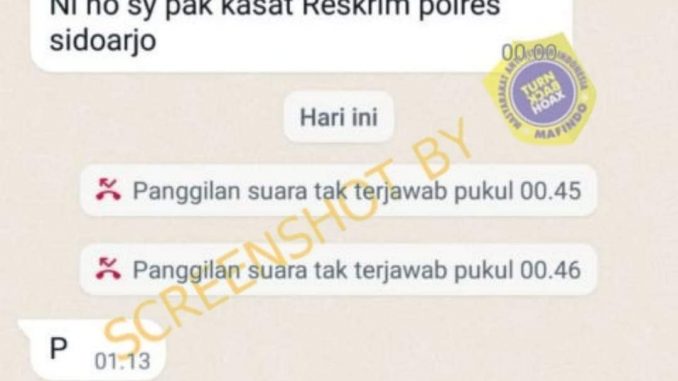 Ni no sy pak kasat Reskrim polres
sidoarjo
00.00
MASYARAKAT ANTI FITNAH INDONESIA
TURN
BACK
HOAX
MAFINDO
Hari ini
Panggilan suara tak terjawab pukul 00.45
Panggilan suara tak terjawab pukul 00.46
SCREENSHOT BY
P
01.13